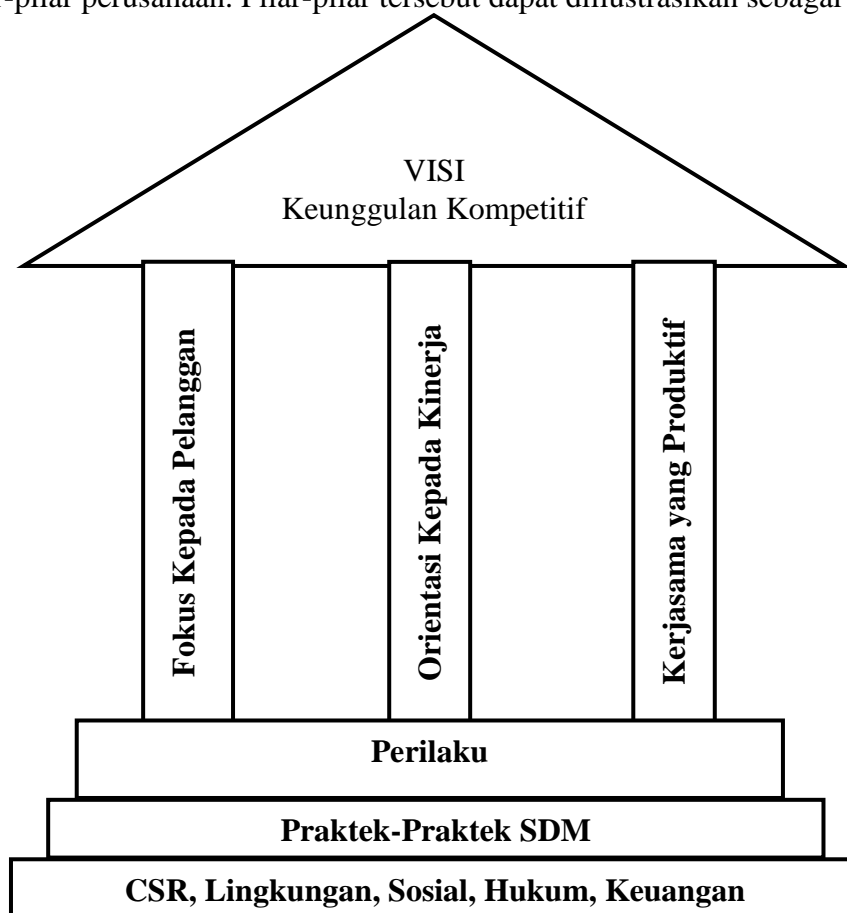 -pilar perusahaan. Pilar-pilar tersebut dapat diilustrasikan sebagai
VISI
Keunggulan Kompetitif
Fokus Kepada Pelanggan
Orientasi Kepada Kinerja
Kerjasama yang Produktif
Perilaku
Praktek-Praktek SDM
CSR, Lingkungan, Sosial, Hukum, Keuangan